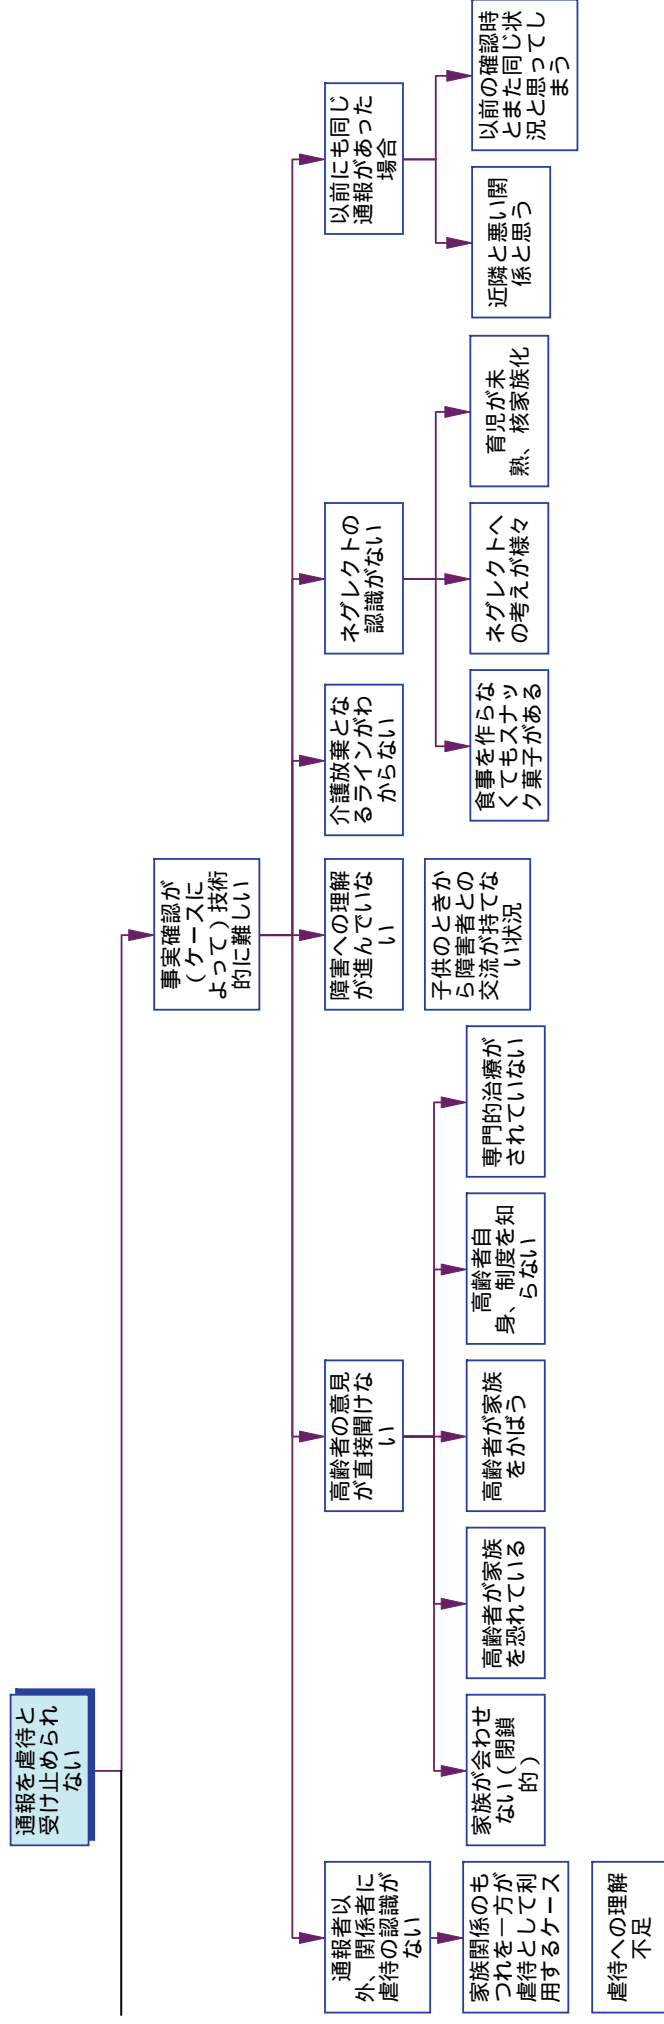 通報を虐待と
受け止められ
ない
事実確認が
（ケースに
よって）技術
的に難しい
通報者以
外、関係者に
虐待の認識が
ない
高齢者の意見
が直接聞けな
い
障害への理解
が進んでいな
い
介護放棄とな
るラインがわ
からない
ネグレクトの
認識がない
以前にも同じ
通報があった
場合
家族関係のも
つれを一方が
虐待として利
用するケース
虐待への理解
不足
家族が会わせ
ない（閉鎖
的）
高齢者が家族
を恐れている
高齢者が家族
をかばう
高齢者自
身、制度を知
らない
専門的治療が
されていない
子供のときか
ら障害者との
交流が持てな
い状況
食事を作らな
くてもスナッ
ク菓子がある
ネグレクトへ
の考えが様々
育児が未
熟、核家族化
近隣と悪い関
係と思う
以前の確認時
とまた同じ状
況と思ってし
まう